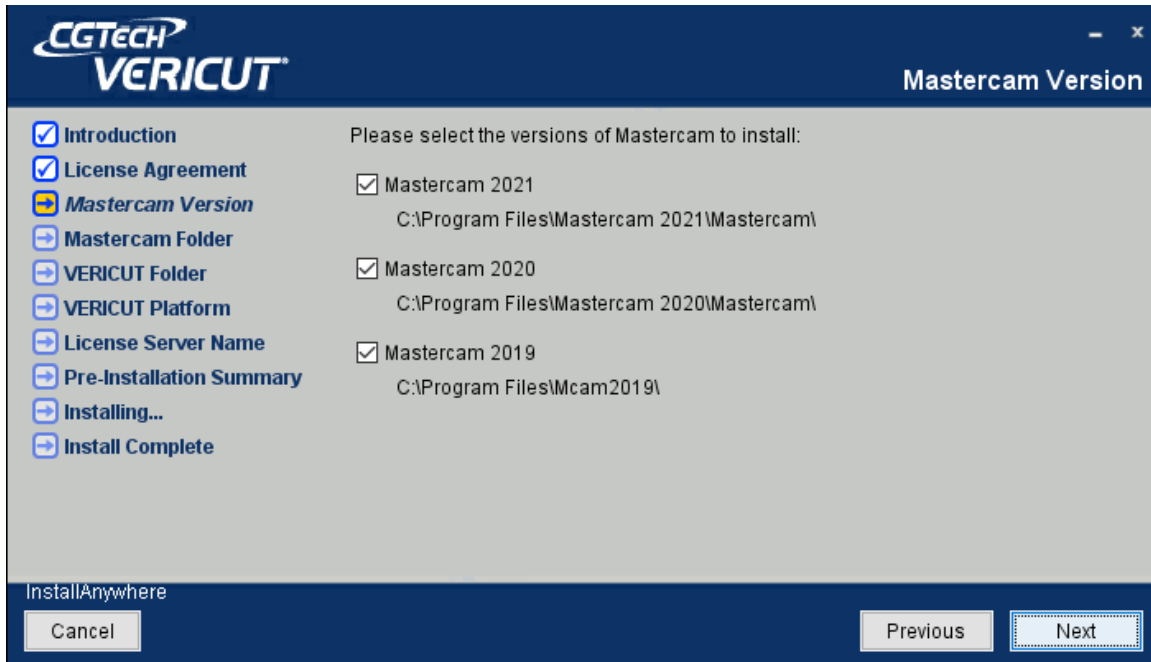 CGTECH
VERICUT®
Mastercam Version
Introduction
License Agreement
Mastercam Version
Mastercam Folder
VERICUT Folder
VERICUT Platform
License Server Name
Pre-Installation Summary
Installing...
Install Complete
Please select the versions of Mastercam to install:
Mastercam 2021
C:\Program Files\Mastercam 2021\Mastercam\
Mastercam 2020
C:\Program Files\Mastercam 2020\Mastercam\
Mastercam 2019
C:\Program Files\Mcam2019\
InstallAnywhere
Cancel
Previous
Next